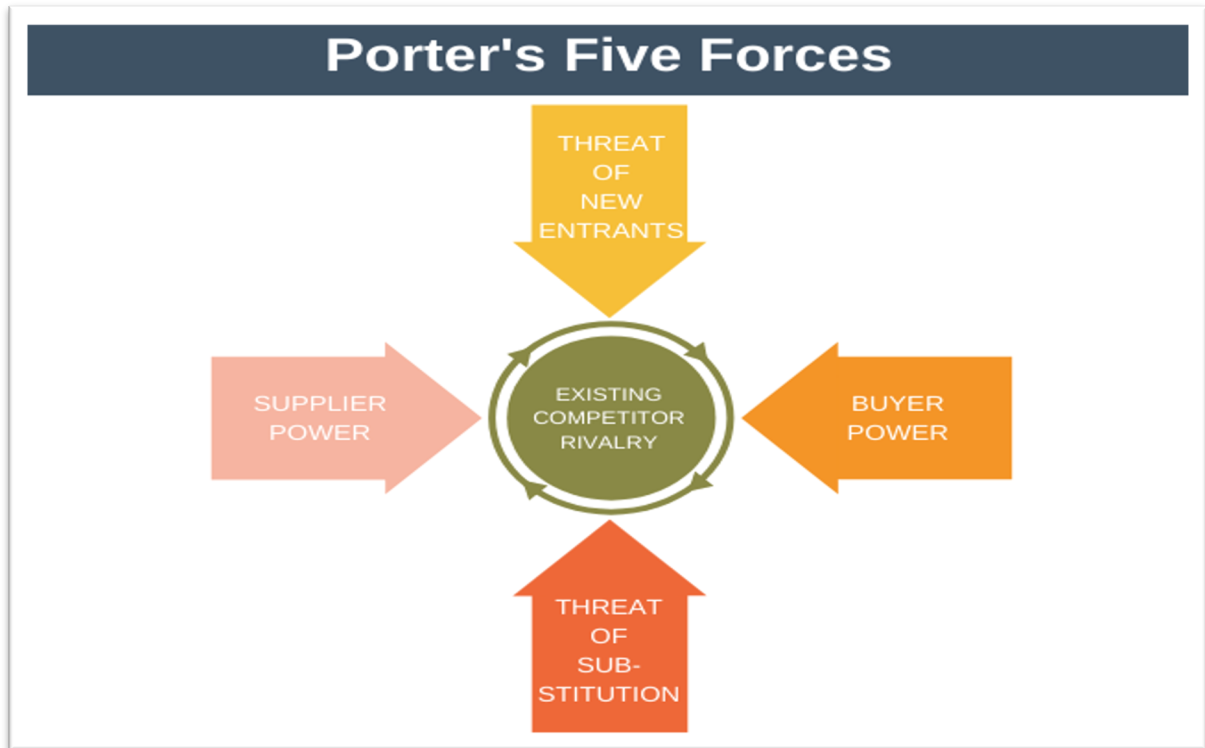 Porter's Five Forces
THREAT
OF
NEW
ENTRANTS
SUPPLIER
POWER
EXISTING
COMPETITOR
RIVALRY
BUYER
POWER
THREAT
OF
SUB-
STITUTION